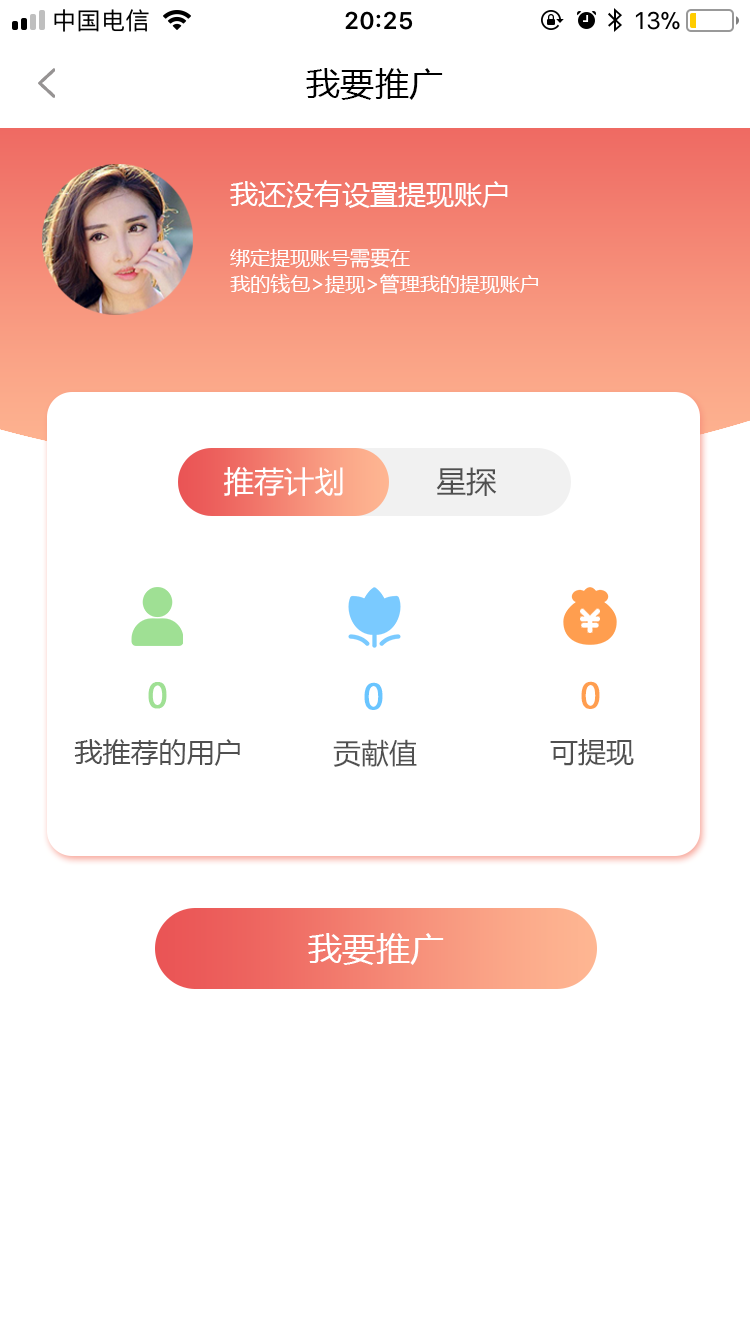 中国电信
20:25
13%
我要推广
我还没有设置提现账户
绑定提现账号需要在
我的钱包>提现>管理我的提现账户
推荐计划
星探
¥
0
0
0
我推荐的用户
贡献值
可提现
我要推广